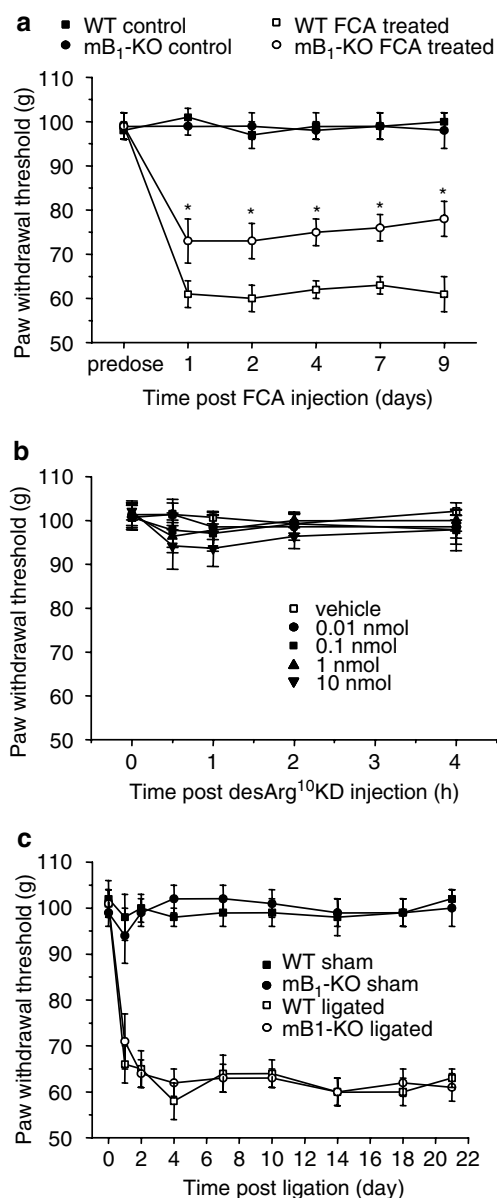 a
WT control
WT FCA treated
mB₁-KO control
mB₁-KO FCA treated
110
100
90
80
70
60
50
Paw withdrawal threshold (g)
* * * * *
predose 1 2 4 7 9
Time post FCA injection (days)
b
110
100
90
80
70
60
50
Paw withdrawal threshold (g)
vehicle
0.01 nmol
0.1 nmol
1 nmol
10 nmol
0 1 2 3 4
Time post desArg¹⁰KD injection (h)
c
110
100
90
80
70
60
50
Paw withdrawal threshold (g)
WT sham
mB₁-KO sham
WT ligated
mB1-KO ligated
0 2 4 6 8 10 12 14 16 18 20 22
Time post ligation (day)